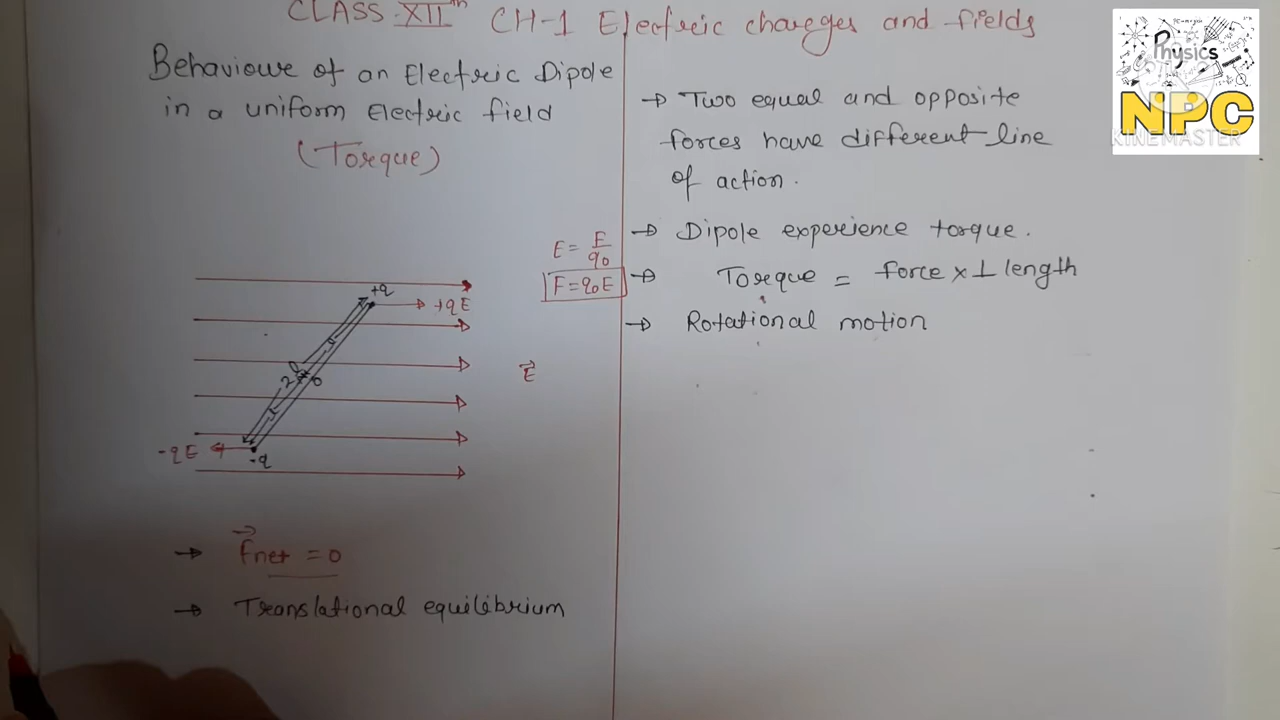 CLASS XIIth CH-1 Electric charges and fields
Behaviour of an Electric Dipole
in a uniform Electric field
(Torque)
+q
+qE
2l
o
-qE
-q
E = F/q0
F = q0E
E⃗
→ F⃗net = 0
→ Translational equilibrium
→ Two equal and opposite
forces have different line
of action.
→ Dipole experience torque.
→ Torque = force × ⊥ length
→ Rotational motion
Physics
NPC
KINEMASTER